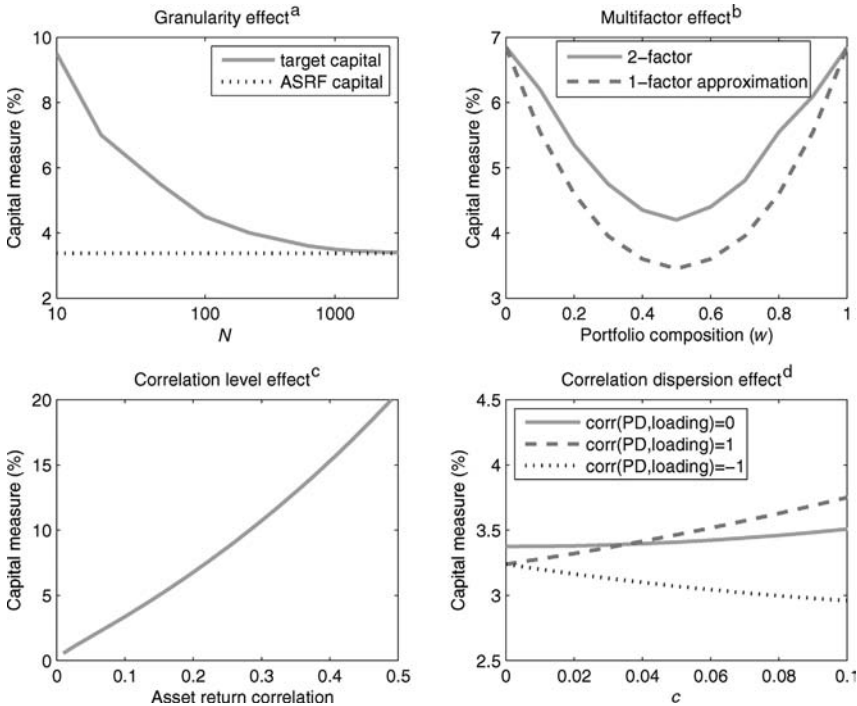 Granularity effect^a
Capital measure (%)
10
8
6
4
2
target capital
ASRF capital
10 100 1000
N
Multifactor effect^b
Capital measure (%)
7
6
5
4
3
2−factor
1−factor approximation
0 0.2 0.4 0.6 0.8 1
Portfolio composition (w)
Correlation level effect^c
Capital measure (%)
20
15
10
5
0
0 0.1 0.2 0.3 0.4 0.5
Asset return correlation
Correlation dispersion effect^d
Capital measure (%)
4.5
4
3.5
3
2.5
corr(PD,loading)=0
corr(PD,loading)=1
corr(PD,loading)=−1
0 0.02 0.04 0.06 0.08 0.1
c